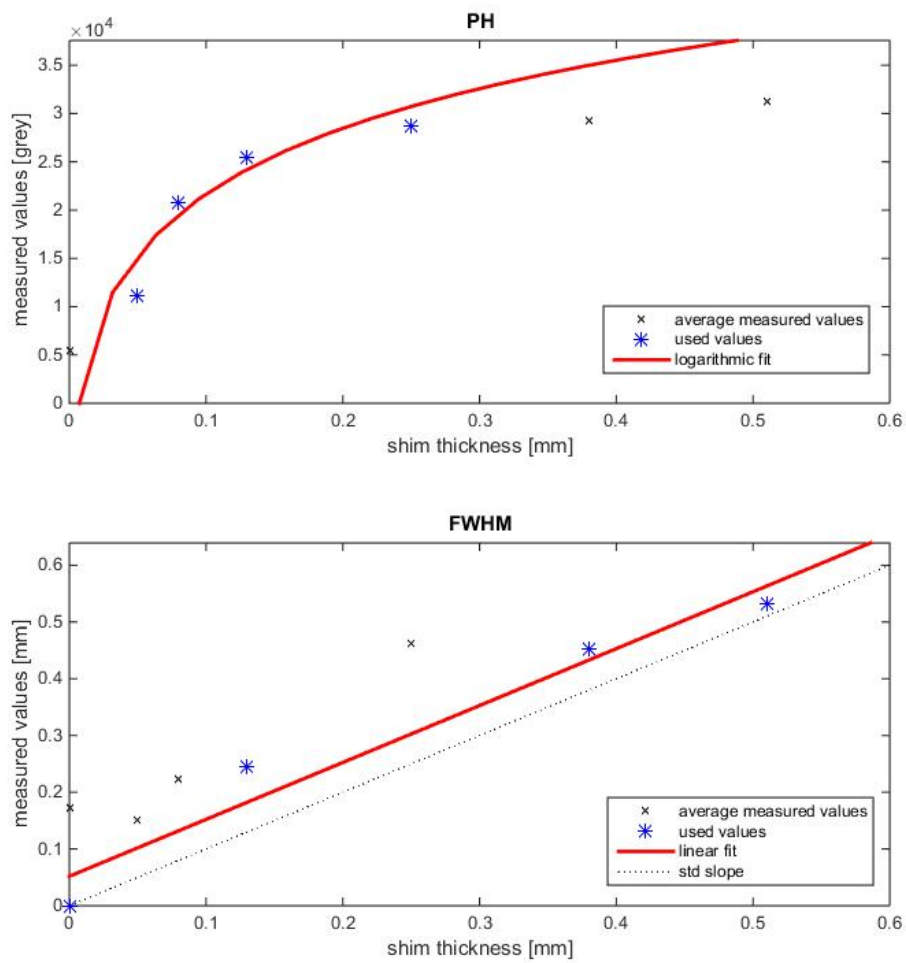 PH
×10^4
3.5
3
2.5
2
1.5
1
0.5
0
measured values [grey]
average measured values
used values
logarithmic fit
0 0.1 0.2 0.3 0.4 0.5 0.6
shim thickness [mm]
FWHM
0.6
0.5
0.4
0.3
0.2
0.1
0
measured values [mm]
average measured values
used values
linear fit
std slope
0 0.1 0.2 0.3 0.4 0.5 0.6
shim thickness [mm]